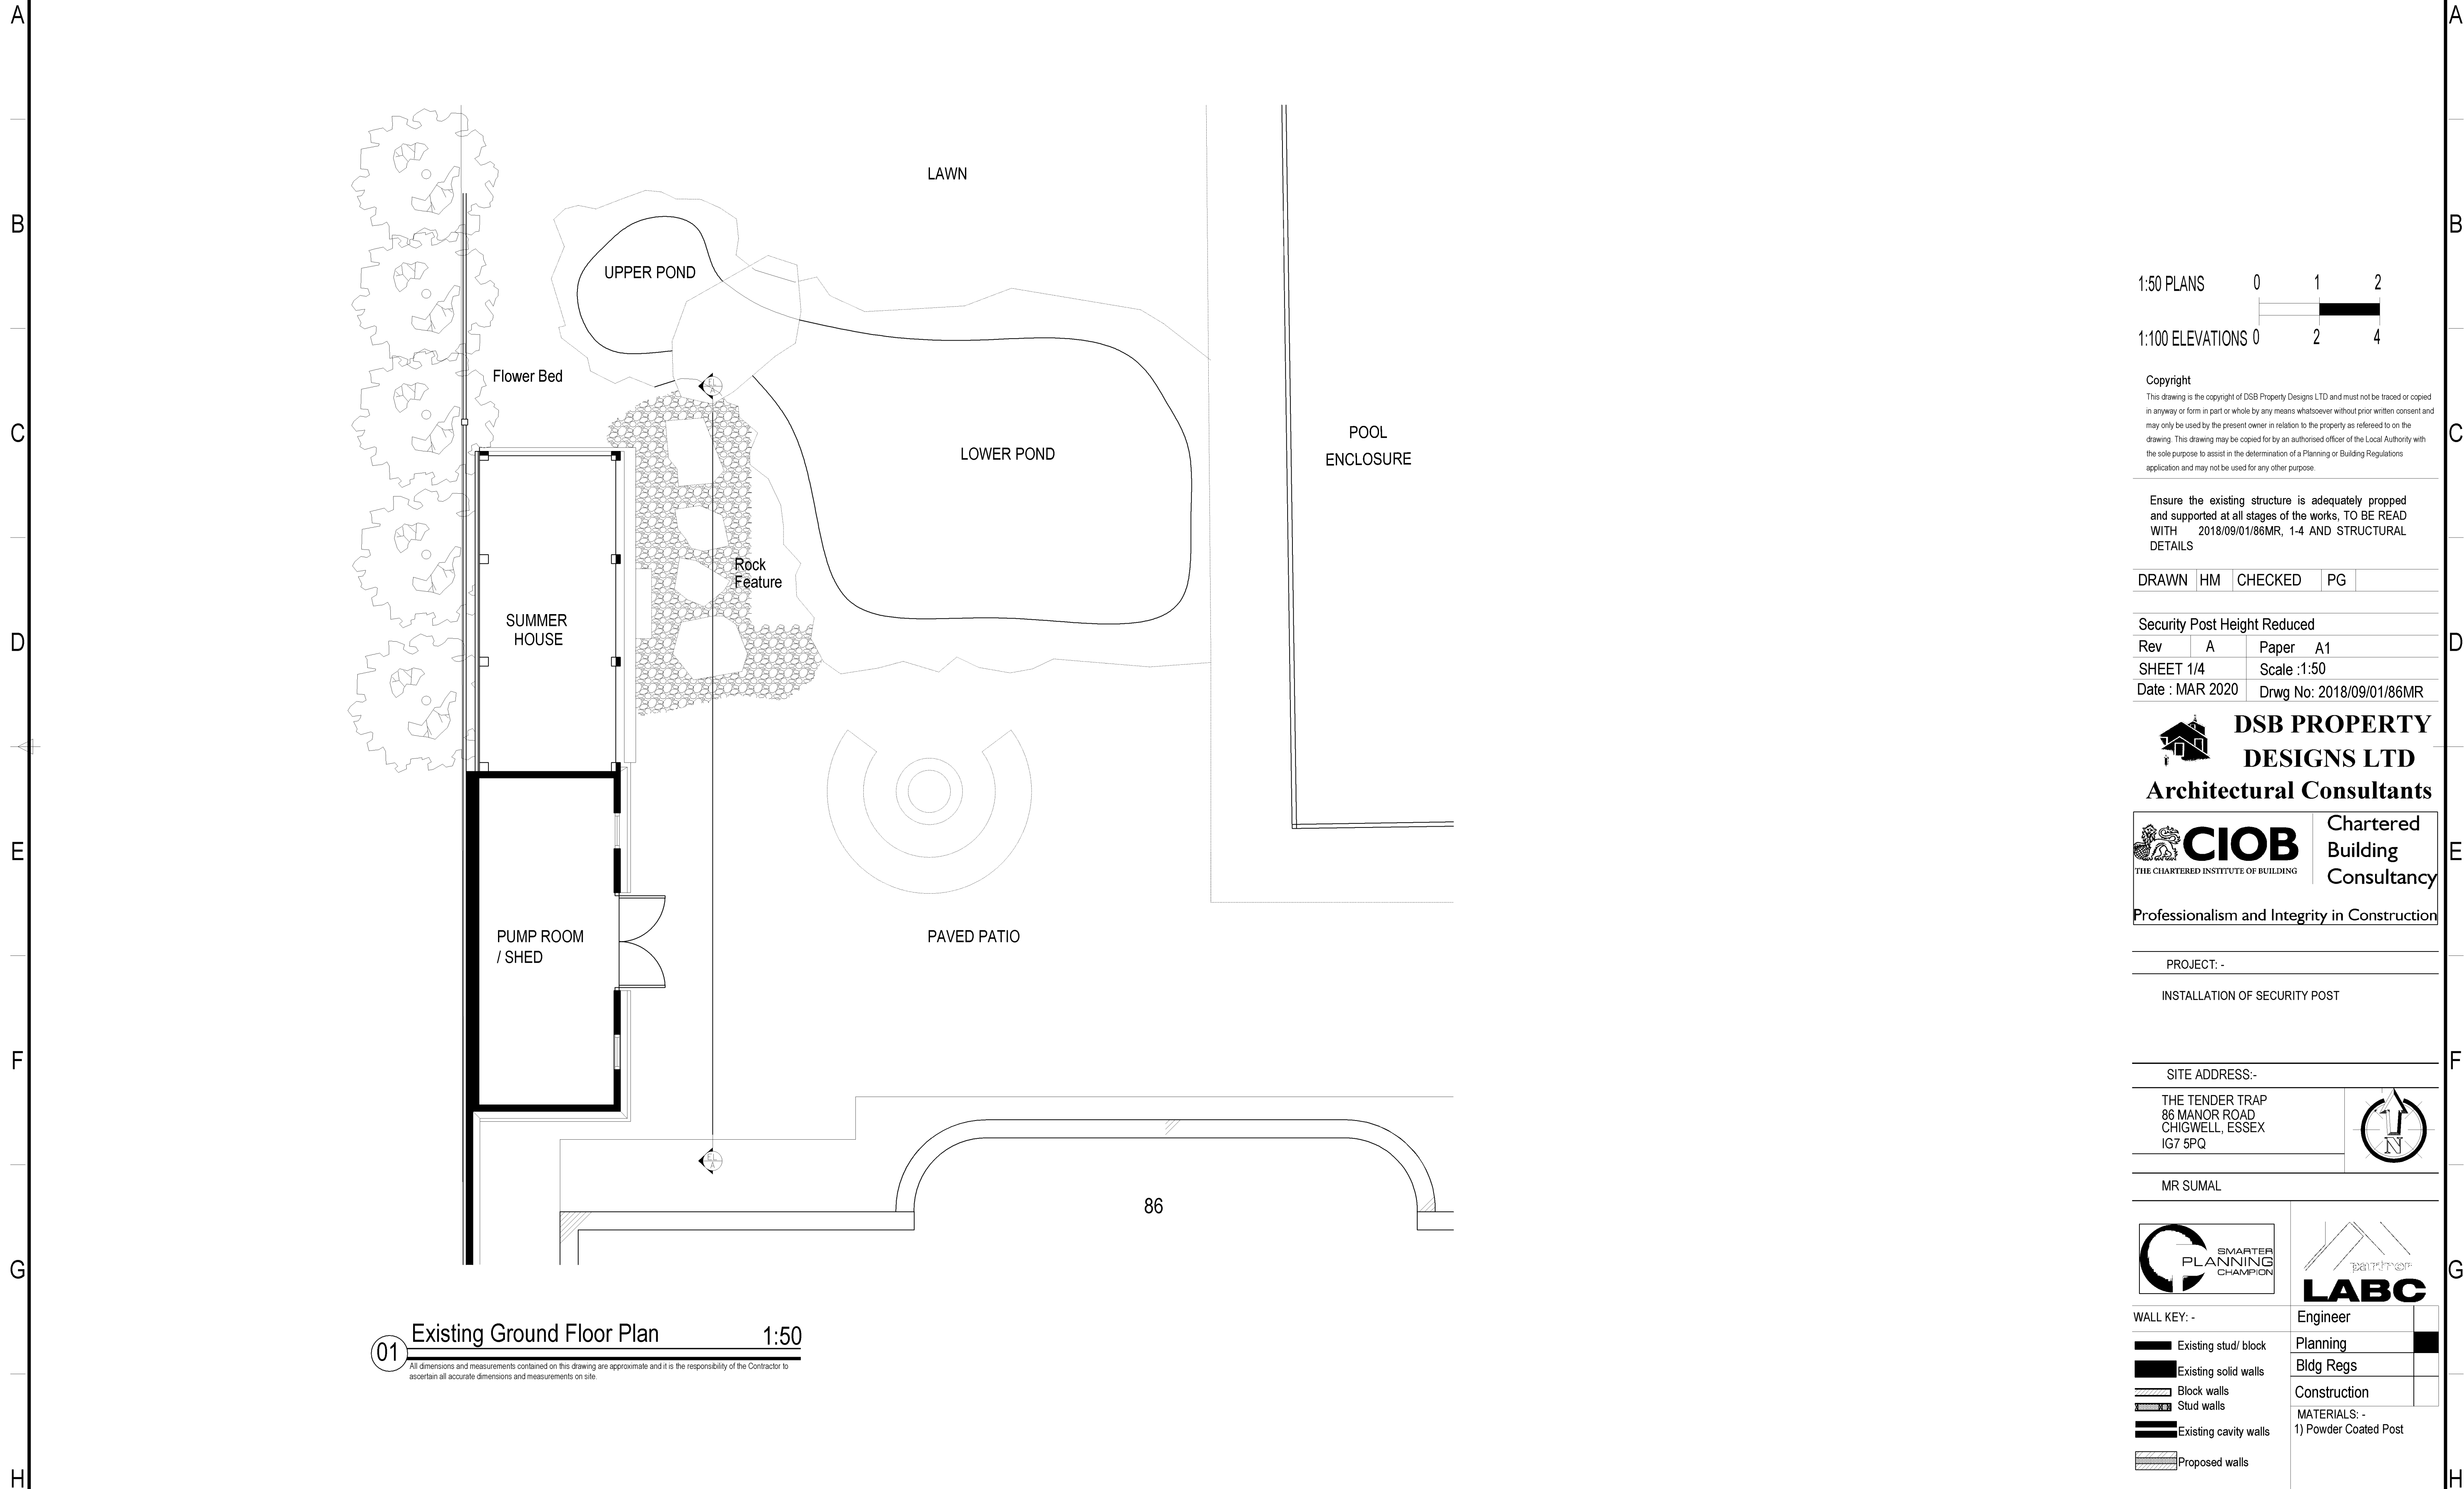 A
A
B
B
C
C
D
D
E
E
F
F
G
G
H
H
LAWN
UPPER POND
Flower Bed
LOWER POND
POOL
ENCLOSURE
Rock
Feature
SUMMER
HOUSE
PUMP ROOM
/ SHED
PAVED PATIO
86
EL
A
EL
A
01
Existing Ground Floor Plan 1:50
All dimensions and measurements contained on this drawing are approximate and it is the responsibility of the Contractor to
ascertain all accurate dimensions and measurements on site.
1:50 PLANS 0 1 2
1:100 ELEVATIONS 0 2 4
Copyright
This drawing is the copyright of DSB Property Designs LTD and must not be traced or copied
in anyway or form in part or whole by any means whatsoever without prior written consent and
may only be used by the present owner in relation to the property as refereed to on the
drawing. This drawing may be copied for by an authorised officer of the Local Authority with
the sole purpose to assist in the determination of a Planning or Building Regulations
application and may not be used for any other purpose.
Ensure the existing structure is adequately propped
and supported at all stages of the works, TO BE READ
WITH 2018/09/01/86MR, 1-4 AND STRUCTURAL
DETAILS
DRAWN HM CHECKED PG
Security Post Height Reduced
Rev A Paper A1
SHEET 1/4 Scale :1:50
Date : MAR 2020 Drwg No: 2018/09/01/86MR
DSB PROPERTY
DESIGNS LTD
Architectural Consultants
CIOB
THE CHARTERED INSTITUTE OF BUILDING
Chartered
Building
Consultancy
Professionalism and Integrity in Construction
PROJECT: -
INSTALLATION OF SECURITY POST
SITE ADDRESS:-
THE TENDER TRAP
86 MANOR ROAD
CHIGWELL, ESSEX
IG7 5PQ
N
MR SUMAL
SMARTER
PLANNING
CHAMPION
partner
LABC
WALL KEY: -
Existing stud/ block
Existing solid walls
Block walls
Stud walls
Existing cavity walls
Proposed walls
Engineer
Planning
Bldg Regs
Construction
MATERIALS: -
1) Powder Coated Post